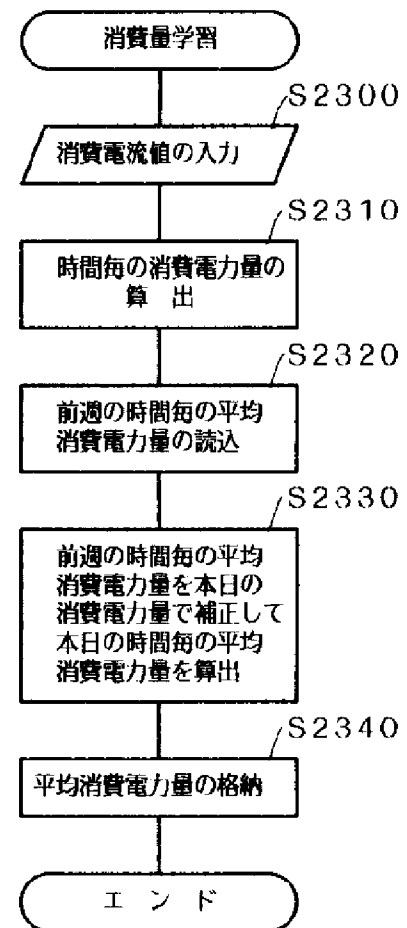 消費量学習
S2300
消費電流値の入力
S2310
時間毎の消費電力量の
算 出
S2320
前週の時間毎の平均
消費電力量の読込
S2330
前週の時間毎の平均
消費電力量を本日の
消費電力量で補正して
本日の時間毎の平均
消費電力量を算出
S2340
平均消費電力量の格納
エ ン ド